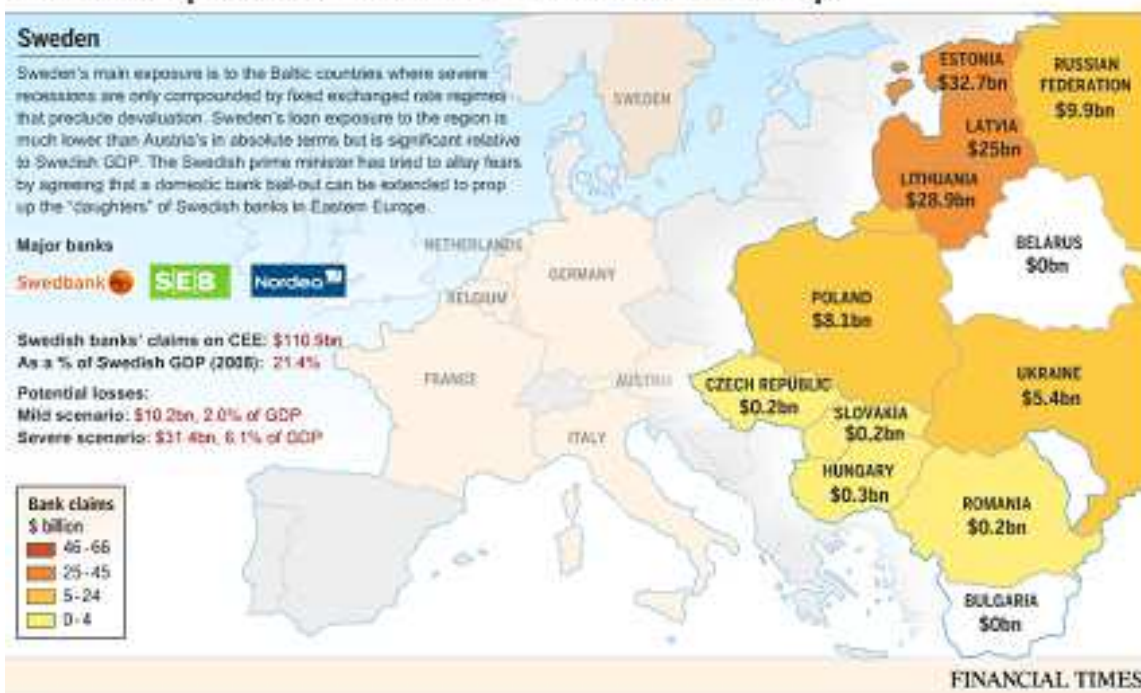 Sweden
Sweden's main exposure is to the Baltic countries where severe
recessions are only compounded by fixed exchanged rate regimes
that preclude devaluation. Sweden's loan exposure to the region is
much lower than Austria's in absolute terms but is significant relative
to Swedish GDP. The Swedish prime minister has tried to allay fears
by agreeing that a domestic bank bail-out can be extended to prop
up the "daughters" of Swedish banks in Eastern Europe.
Major banks
Swedbank
SEB
Nordea
Swedish banks' claims on CEE: $110.9bn
As a % of Swedish GDP (2008): 21.4%
Potential losses:
Mild scenario: $10.2bn, 2.0% of GDP
Severe scenario: $31.4bn, 6.1% of GDP
Bank claims
$ billion
46-66
25-45
5-24
0-4
SWEDEN
NETHERLANDS
BELGIUM
GERMANY
FRANCE
AUSTRIA
ITALY
ESTONIA
$32.7bn
RUSSIAN
FEDERATION
$9.9bn
LATVIA
$25bn
LITHUANIA
$28.9bn
BELARUS
$0bn
POLAND
$8.1bn
UKRAINE
$5.4bn
CZECH REPUBLIC
$0.2bn
SLOVAKIA
$0.2bn
HUNGARY
$0.3bn
ROMANIA
$0.2bn
BULGARIA
$0bn
FINANCIAL TIMES